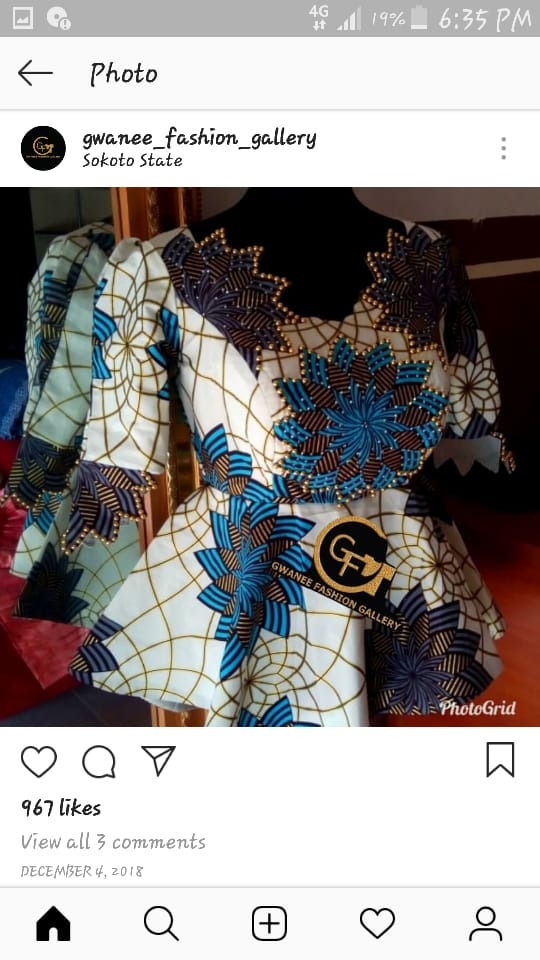 4G 19% 6:35 PM
Photo
gwanee_fashion_gallery
Sokoto State
GF
GWANEE FASHION GALLERY
PhotoGrid
967 likes
View all 3 comments
DECEMBER 4, 2018